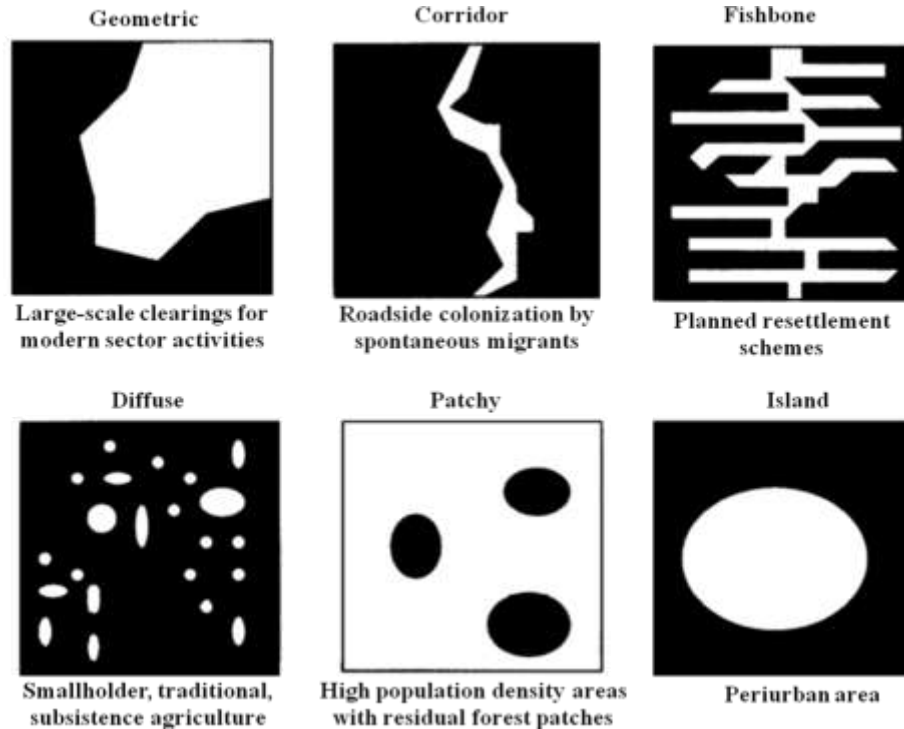 Geometric
Corridor
Fishbone
Large-scale clearings for
modern sector activities
Roadside colonization by
spontaneous migrants
Planned resettlement
schemes
Diffuse
Patchy
Island
Smallholder, traditional,
subsistence agriculture
High population density areas
with residual forest patches
Periurban area